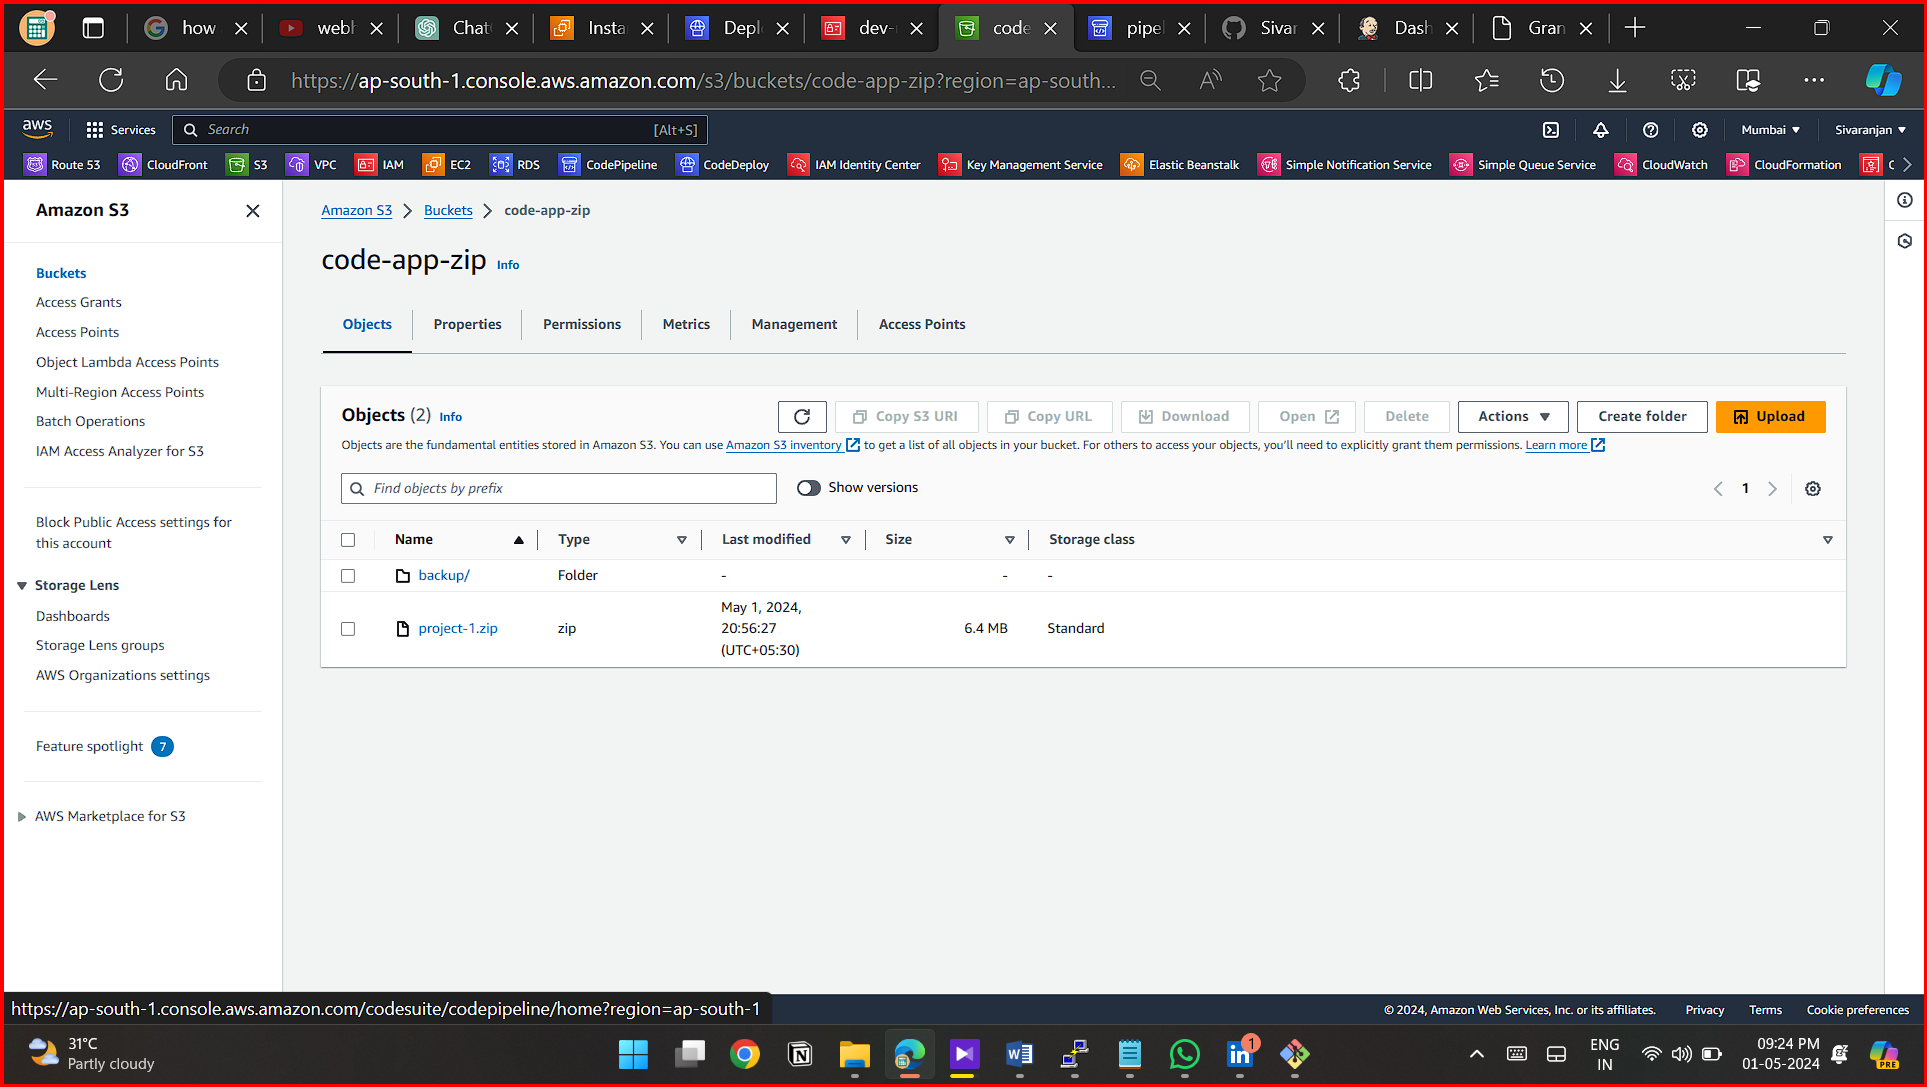 how
webh
Chat
Insta
Depl
dev-
code
pipel
Sivar
Dash
Gran
https://ap-south-1.console.aws.amazon.com/s3/buckets/code-app-zip?region=ap-south...
aws
Services
Search
[Alt+S]
Mumbai
Sivaranjan
Route 53
CloudFront
S3
VPC
IAM
EC2
RDS
CodePipeline
CodeDeploy
IAM Identity Center
Key Management Service
Elastic Beanstalk
Simple Notification Service
Simple Queue Service
CloudWatch
CloudFormation
C
Amazon S3
Buckets
Access Grants
Access Points
Object Lambda Access Points
Multi-Region Access Points
Batch Operations
IAM Access Analyzer for S3
Block Public Access settings for
this account
Storage Lens
Dashboards
Storage Lens groups
AWS Organizations settings
Feature spotlight 7
AWS Marketplace for S3
Amazon S3 > Buckets > code-app-zip
code-app-zip Info
Objects
Properties
Permissions
Metrics
Management
Access Points
Objects (2) Info
Copy S3 URI
Copy URL
Download
Open
Delete
Actions
Create folder
Upload
Objects are the fundamental entities stored in Amazon S3. You can use Amazon S3 inventory to get a list of all objects in your bucket. For others to access your objects, you'll need to explicitly grant them permissions. Learn more
Find objects by prefix
Show versions
1
Name
Type
Last modified
Size
Storage class
backup/
Folder
-
-
-
project-1.zip
zip
May 1, 2024,
20:56:27
(UTC+05:30)
6.4 MB
Standard
https://ap-south-1.console.aws.amazon.com/codesuite/codepipeline/home?region=ap-south-1
© 2024, Amazon Web Services, Inc. or its affiliates.
Privacy
Terms
Cookie preferences
31°C
Partly cloudy
1
ENG
IN
09:24 PM
01-05-2024
PRE